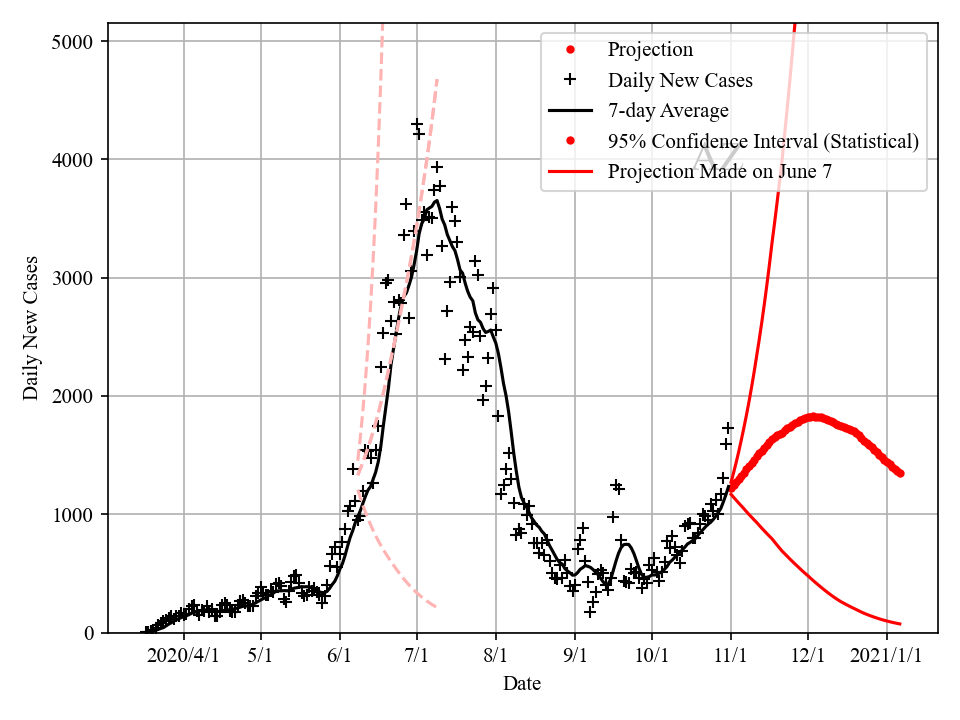 5000
4000
3000
2000
1000
0
Daily New Cases
Projection
Daily New Cases
7-day Average
95% Confidence Interval (Statistical)
AZ
Projection Made on June 7
2020/4/1 5/1 6/1 7/1 8/1 9/1 10/1 11/1 12/1 2021/1/1
Date